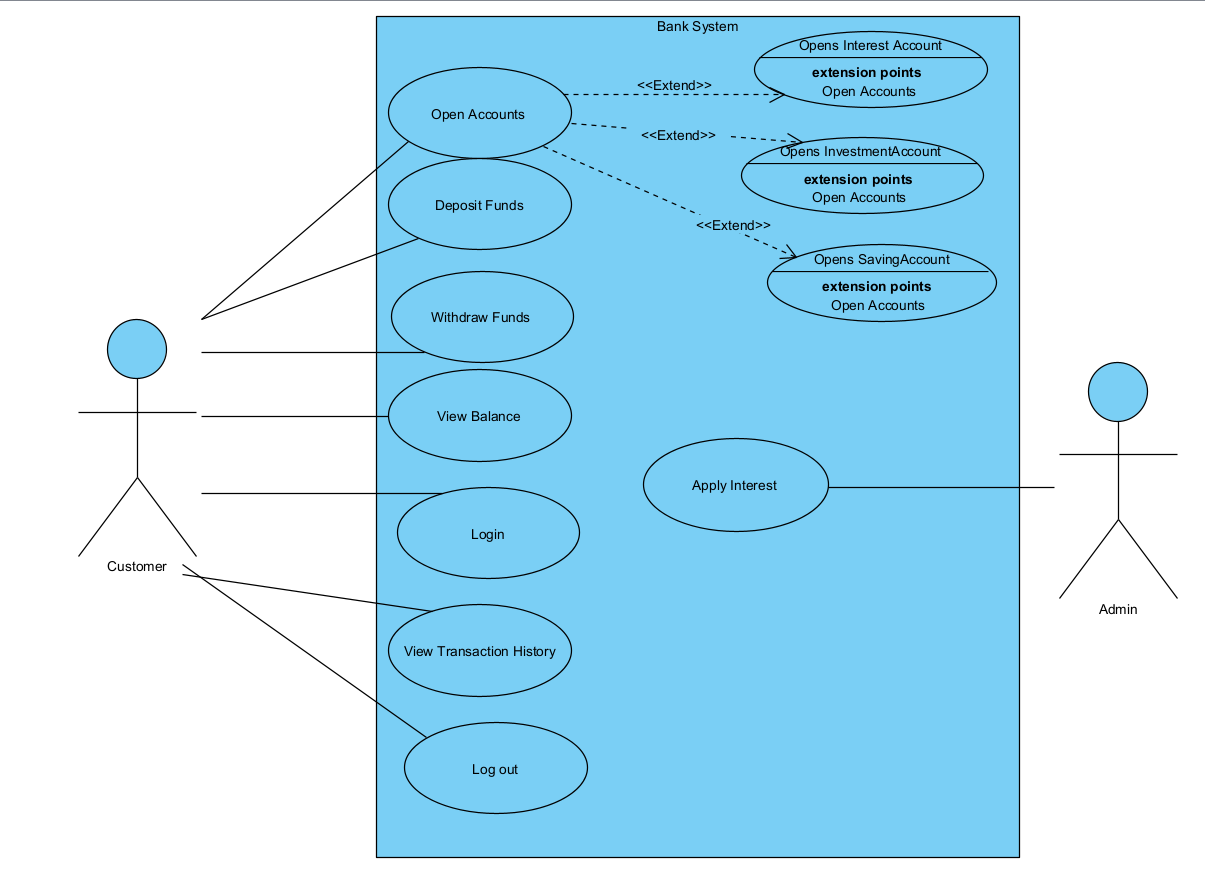 Bank System
Opens Interest Account
extension points
Open Accounts
<<Extend>>
Open Accounts
<<Extend>>
Opens InvestmentAccount
extension points
Open Accounts
Deposit Funds
<<Extend>>
Opens SavingAccount
extension points
Open Accounts
Withdraw Funds
View Balance
Apply Interest
Login
Customer
Admin
View Transaction History
Log out